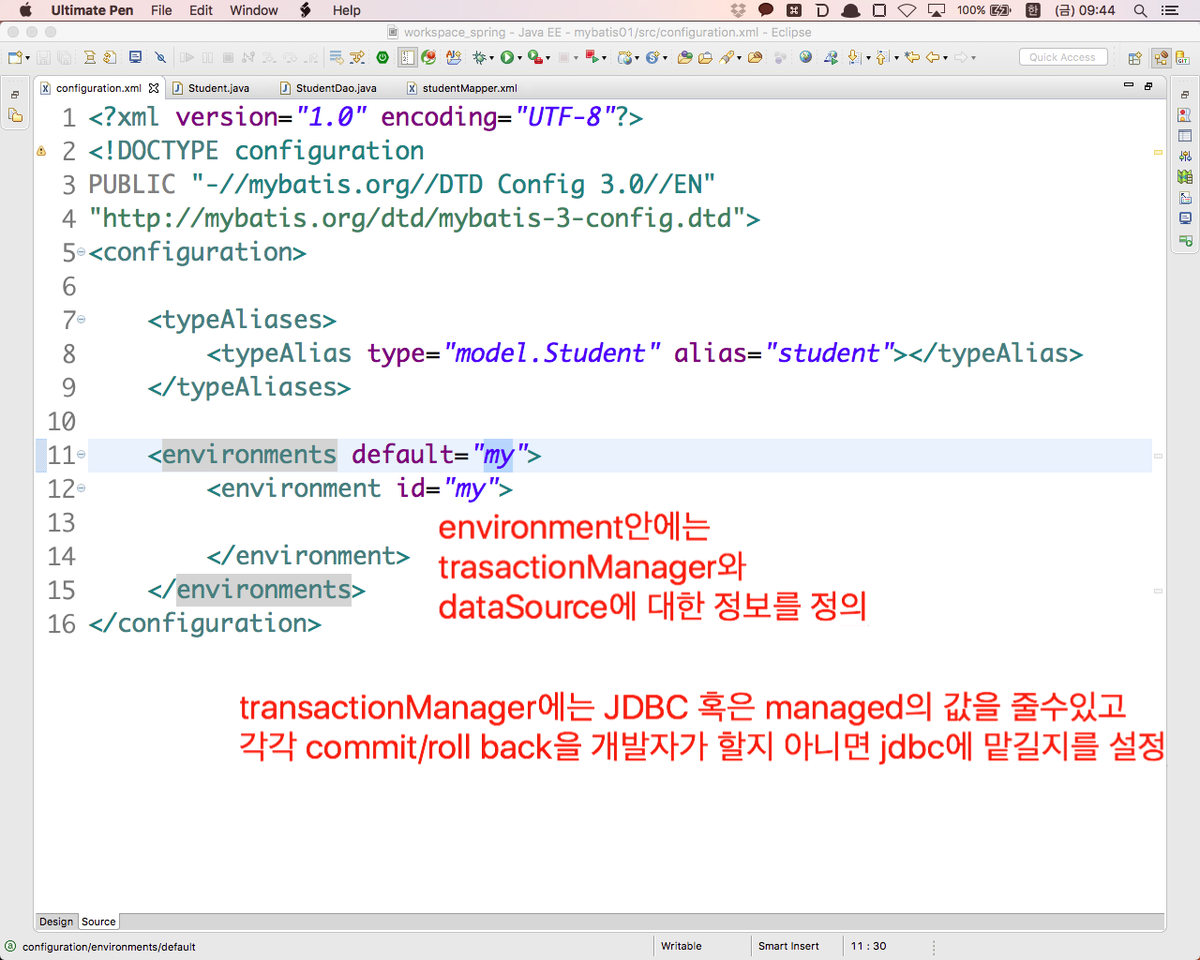 Ultimate Pen File Edit Window Help 100% 한 (금) 09:44
workspace_spring - Java EE - mybatis01/src/configuration.xml - Eclipse
Quick Access
configuration.xml Student.java StudentDao.java studentMapper.xml
1 <?xml version="1.0" encoding="UTF-8"?>
2 <!DOCTYPE configuration
3 PUBLIC "-//mybatis.org//DTD Config 3.0//EN"
4 "http://mybatis.org/dtd/mybatis-3-config.dtd">
5 <configuration>
6
7 <typeAliases>
8 <typeAlias type="model.Student" alias="student"></typeAlias>
9 </typeAliases>
10
11 <environments default="my">
12 <environment id="my">
13
environment안에는
14 </environment>
trasactionManager와
15 </environments>
dataSource에 대한 정보를 정의
16 </configuration>
transactionManager에는 JDBC 혹은 managed의 값을 줄수있고
각각 commit/roll back을 개발자가 할지 아니면 jdbc에 맡길지를 설정
Design Source
configuration/environments/default Writable Smart Insert 11 : 30